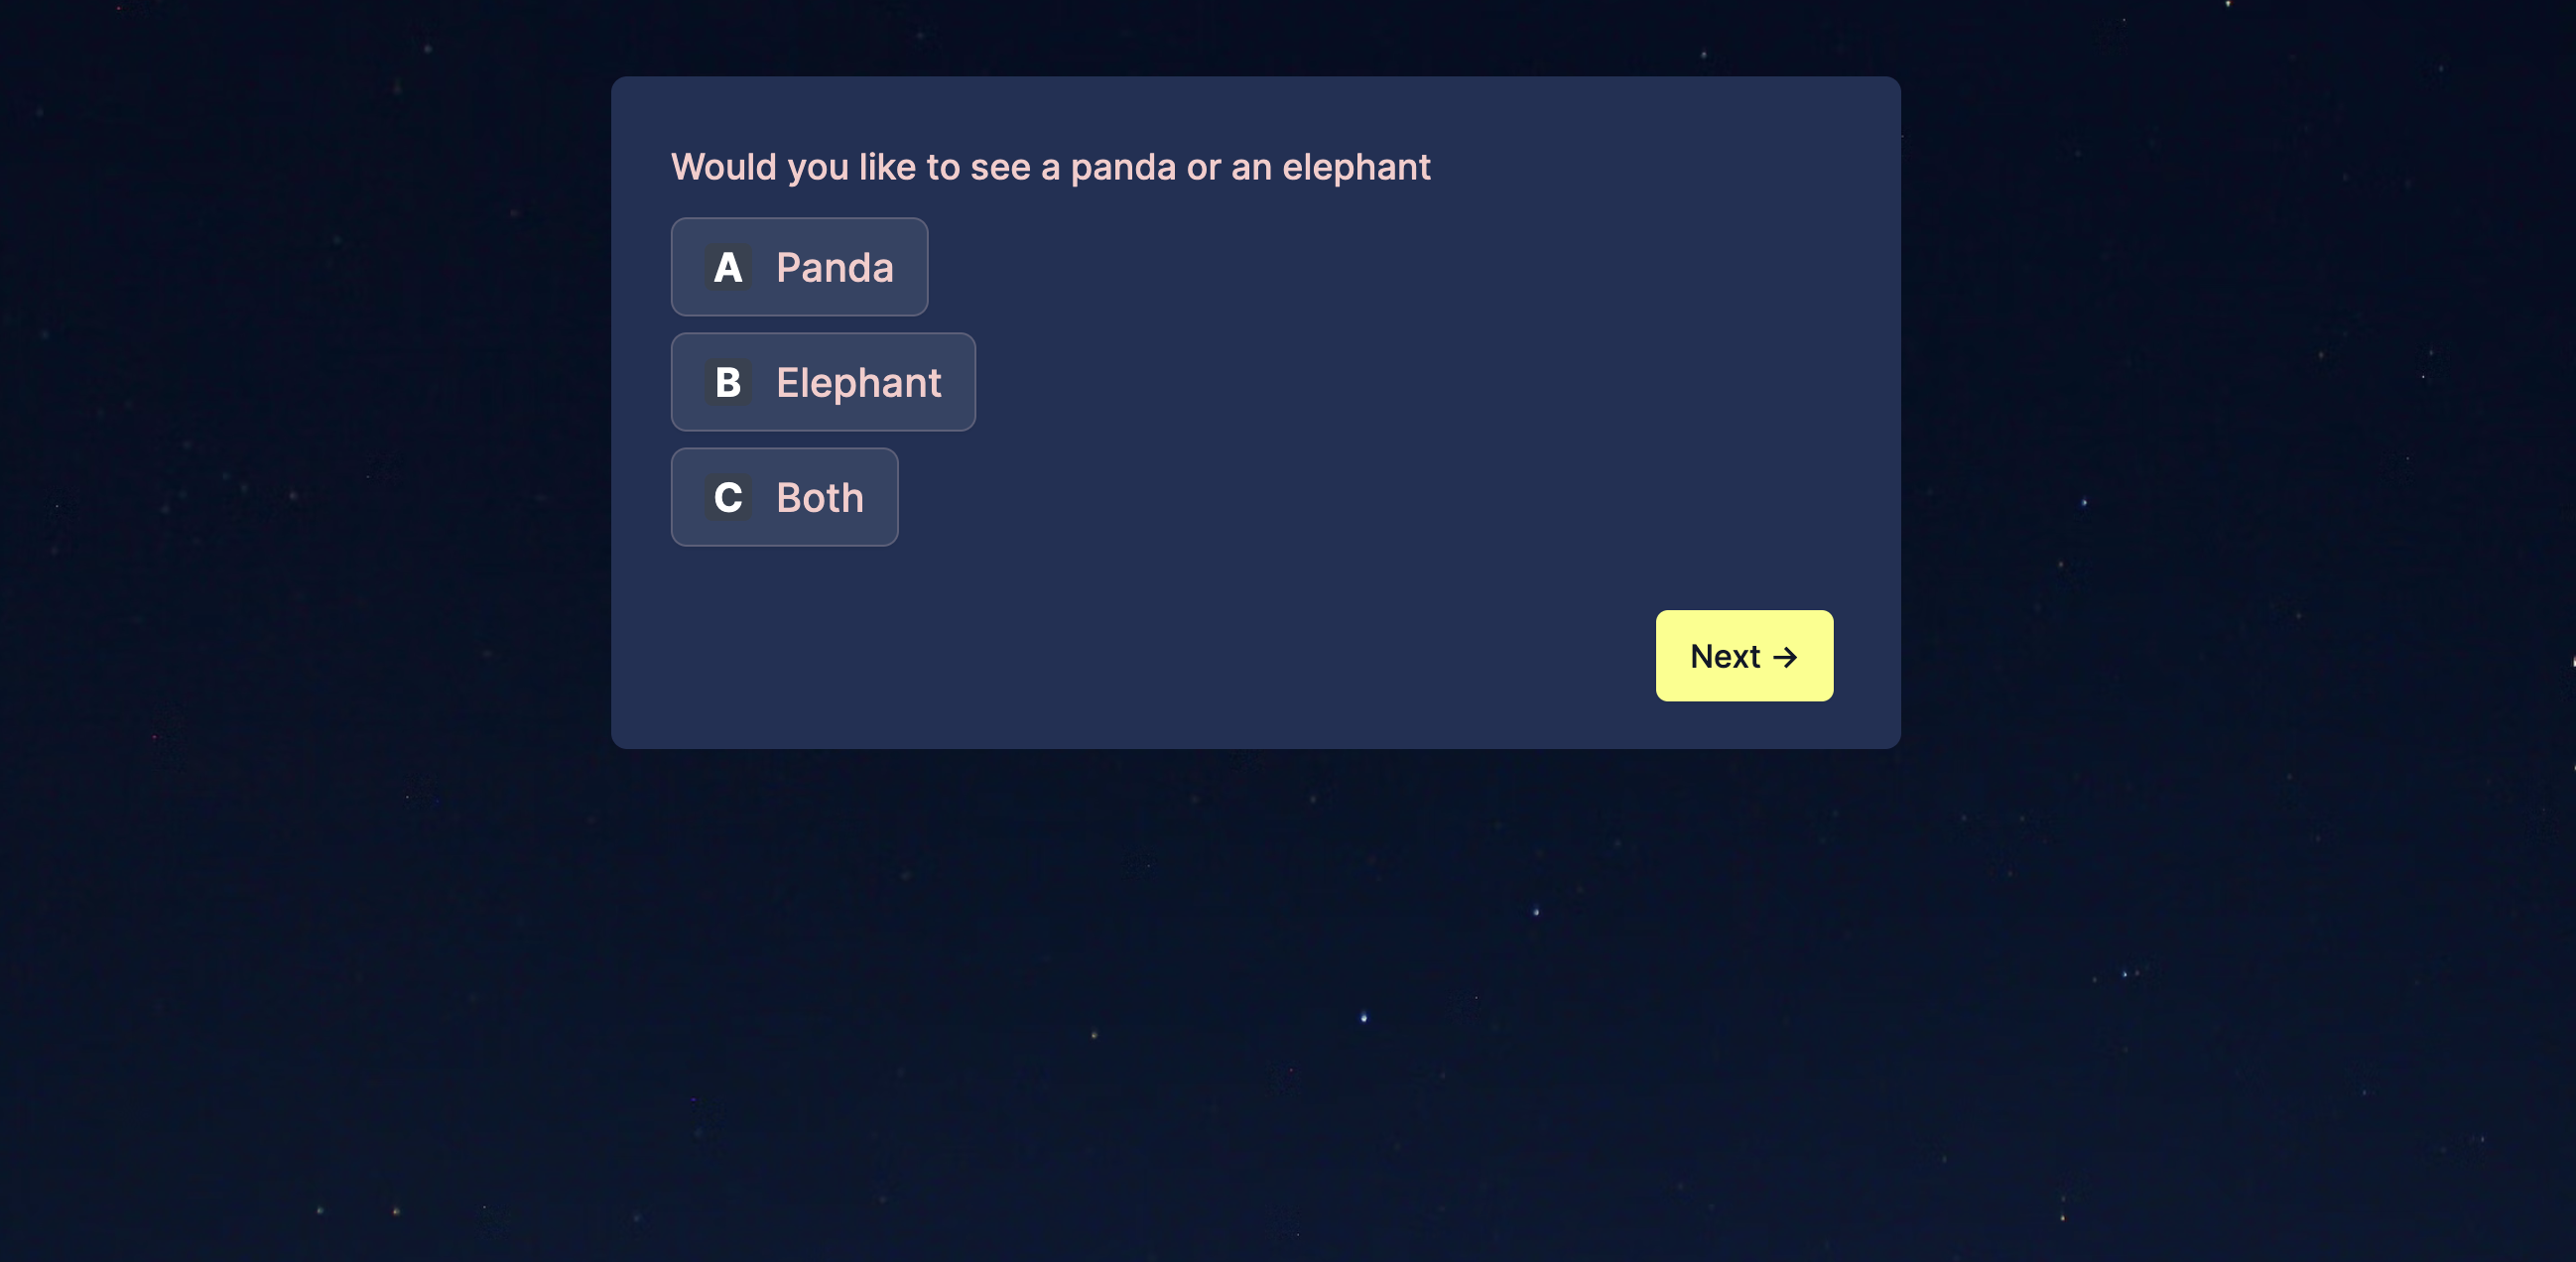 Would you like to see a panda or an elephant
A Panda
B Elephant
C Both
Next →